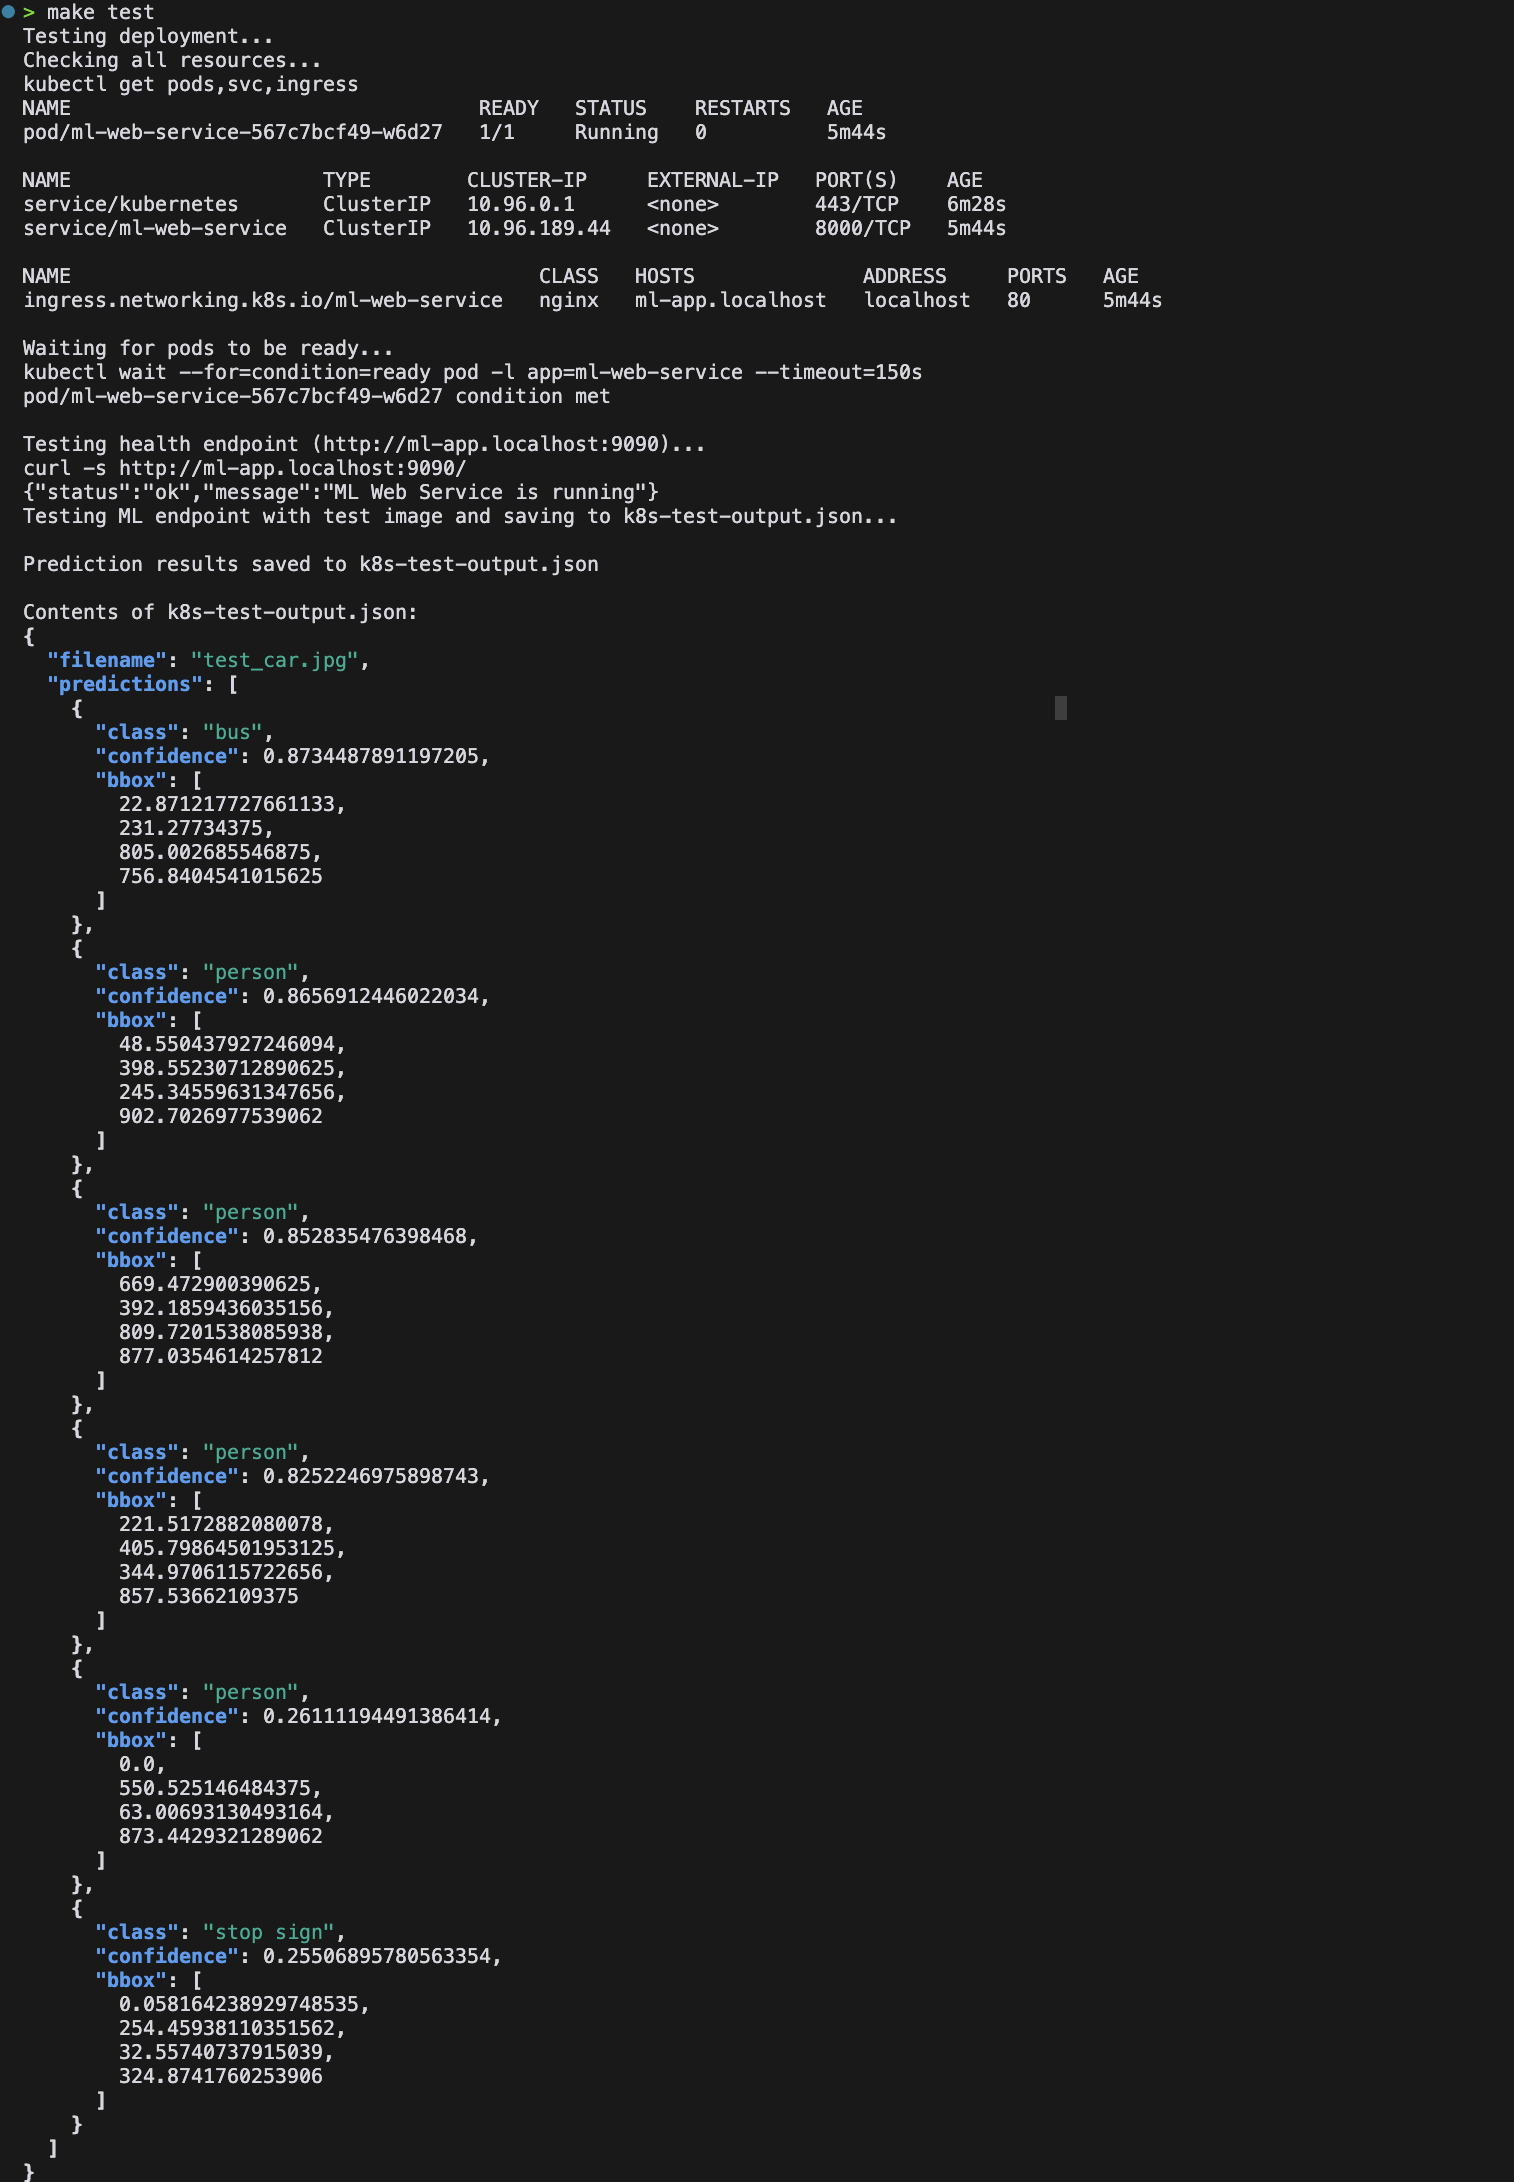 > make test
Testing deployment...
Checking all resources...
kubectl get pods,svc,ingress
NAME                                  READY   STATUS    RESTARTS   AGE
pod/ml-web-service-567c7bcf49-w6d27   1/1     Running   0          5m44s

NAME                     TYPE        CLUSTER-IP     EXTERNAL-IP   PORT(S)    AGE
service/kubernetes       ClusterIP   10.96.0.1      <none>        443/TCP    6m28s
service/ml-web-service   ClusterIP   10.96.189.44   <none>        8000/TCP   5m44s

NAME                                       CLASS   HOSTS              ADDRESS     PORTS   AGE
ingress.networking.k8s.io/ml-web-service   nginx   ml-app.localhost   localhost   80      5m44s

Waiting for pods to be ready...
kubectl wait --for=condition=ready pod -l app=ml-web-service --timeout=150s
pod/ml-web-service-567c7bcf49-w6d27 condition met

Testing health endpoint (http://ml-app.localhost:9090)...
curl -s http://ml-app.localhost:9090/
{"status":"ok","message":"ML Web Service is running"}
Testing ML endpoint with test image and saving to k8s-test-output.json...

Prediction results saved to k8s-test-output.json

Contents of k8s-test-output.json:
{
  "filename": "test_car.jpg",
  "predictions": [
    {
      "class": "bus",
      "confidence": 0.8734487891197205,
      "bbox": [
        22.871217727661133,
        231.27734375,
        805.002685546875,
        756.8404541015625
      ]
    },
    {
      "class": "person",
      "confidence": 0.8656912446022034,
      "bbox": [
        48.550437927246094,
        398.55230712890625,
        245.34559631347656,
        902.7026977539062
      ]
    },
    {
      "class": "person",
      "confidence": 0.852835476398468,
      "bbox": [
        669.472900390625,
        392.1859436035156,
        809.7201538085938,
        877.0354614257812
      ]
    },
    {
      "class": "person",
      "confidence": 0.8252246975898743,
      "bbox": [
        221.5172882080078,
        405.79864501953125,
        344.9706115722656,
        857.53662109375
      ]
    },
    {
      "class": "person",
      "confidence": 0.26111194491386414,
      "bbox": [
        0.0,
        550.525146484375,
        63.00693130493164,
        873.4429321289062
      ]
    },
    {
      "class": "stop sign",
      "confidence": 0.25506895780563354,
      "bbox": [
        0.058164238929748535,
        254.45938110351562,
        32.55740737915039,
        324.8741760253906
      ]
    }
  ]
}